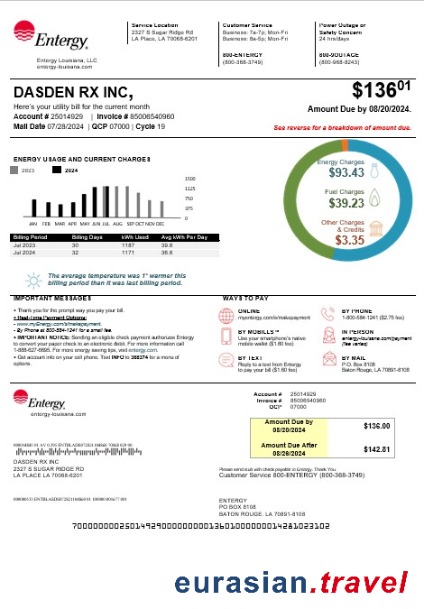 Entergy
Entergy Louisiana, LLC
entergy-louisiana.com
Service Location
2327 S Sugar Ridge Rd
LA Place, LA 70068-6201
Customer Service
Business: 7a-7p, Mon-Fri
Business: 8a-5p, Mon-Fri
800-ENTERGY
(800-368-3749)
Power Outage or
Safety Concern
24 hrs/days
800-9OUTAGE
(800-968-8243)
DASDEN RX INC,
Here's your utility bill for the current month
Account # 25014929 | Invoice # 85006540960
Mail Date 07/28/2024 | QCP 07000 | Cycle 19
$136.01
Amount Due by 08/20/2024.
See reverse for a breakdown of amount due.
ENERGY USAGE AND CURRENT CHARGES
2023 2024
1500
1125
750
375
0
JAN FEB MAR APR MAY JUN JUL AUG SEP OCT NOV DEC
Billing Period Billing Days kWh Used Avg kWh Per Day
Jul 2023 30 1187 39.6
Jul 2024 32 1171 36.6
Energy Charges
$93.43
Fuel Charges
$39.23
Other Charges
& Credits
$3.35
The average temperature was 1° warmer this
billing period than it was last billing period.
IMPORTANT MESSAGES
• Thank you for the prompt way you pay your bill.
• www.myEntergy.com/makepayment.
• By Phone at 800-584-1241 for a small fee.
• IMPORTANT NOTICE: Sending an eligible check payment authorizes Entergy
to convert your paper check to an electronic debit. For more information call
1-888-627-8695. For more energy saving tips, visit entergy.com.
• Get account info on your cell phone. Text INFO to 368374 for a more of
options.
WAYS TO PAY
ONLINE
myentergy.com/s/makepayment
BY MOBILE
Use your smartphone's native
mobile wallet ($1.60 fee)
BY TEXT
Reply to a text from Entergy
to pay your bill ($1.60 fee)
BY PHONE
1-800-584-1241 ($2.75 fee)
IN PERSON
entergy-louisiana.com/payment
(fee varies)
BY MAIL
P.O. Box 8108
Baton Rouge, LA 70891-8108
Entergy
entergy-louisiana.com
Account # 25014929
Invoice # 85006540960
QCP 07000
Amount Due by
08/20/2024
$136.00
Amount Due After
08/26/2024
$142.81
DASDEN RX INC
2327 S SUGAR RIDGE RD
LA PLACE LA 70068-6201
Please send stub with check payable to Entergy. Thank You.
Customer Service 800-ENTERGY (800-368-3749)
ENTERGY
PO BOX 8108
BATON ROUGE, LA 70891-8108
eurasian.travel